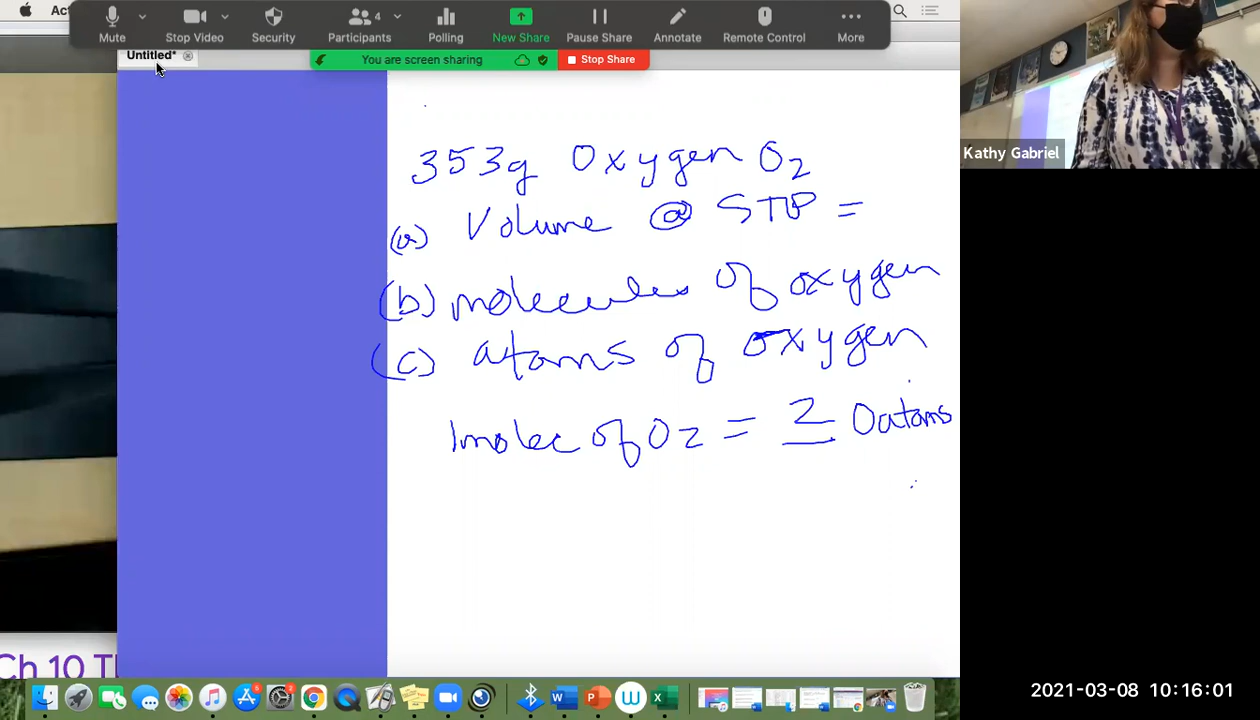 Act
Mute
Stop Video
Security
4
Participants
Polling
New Share
Pause Share
Annotate
Remote Control
More
Untitled*
You are screen sharing
Stop Share
Kathy Gabriel
353g Oxygen O2
(a) Volume @ STP =
(b) molecules of oxygen
(c) atoms of oxygen
1molec of O2 = 2 O atoms
Ch 10 Th
2021-03-08 10:16:01